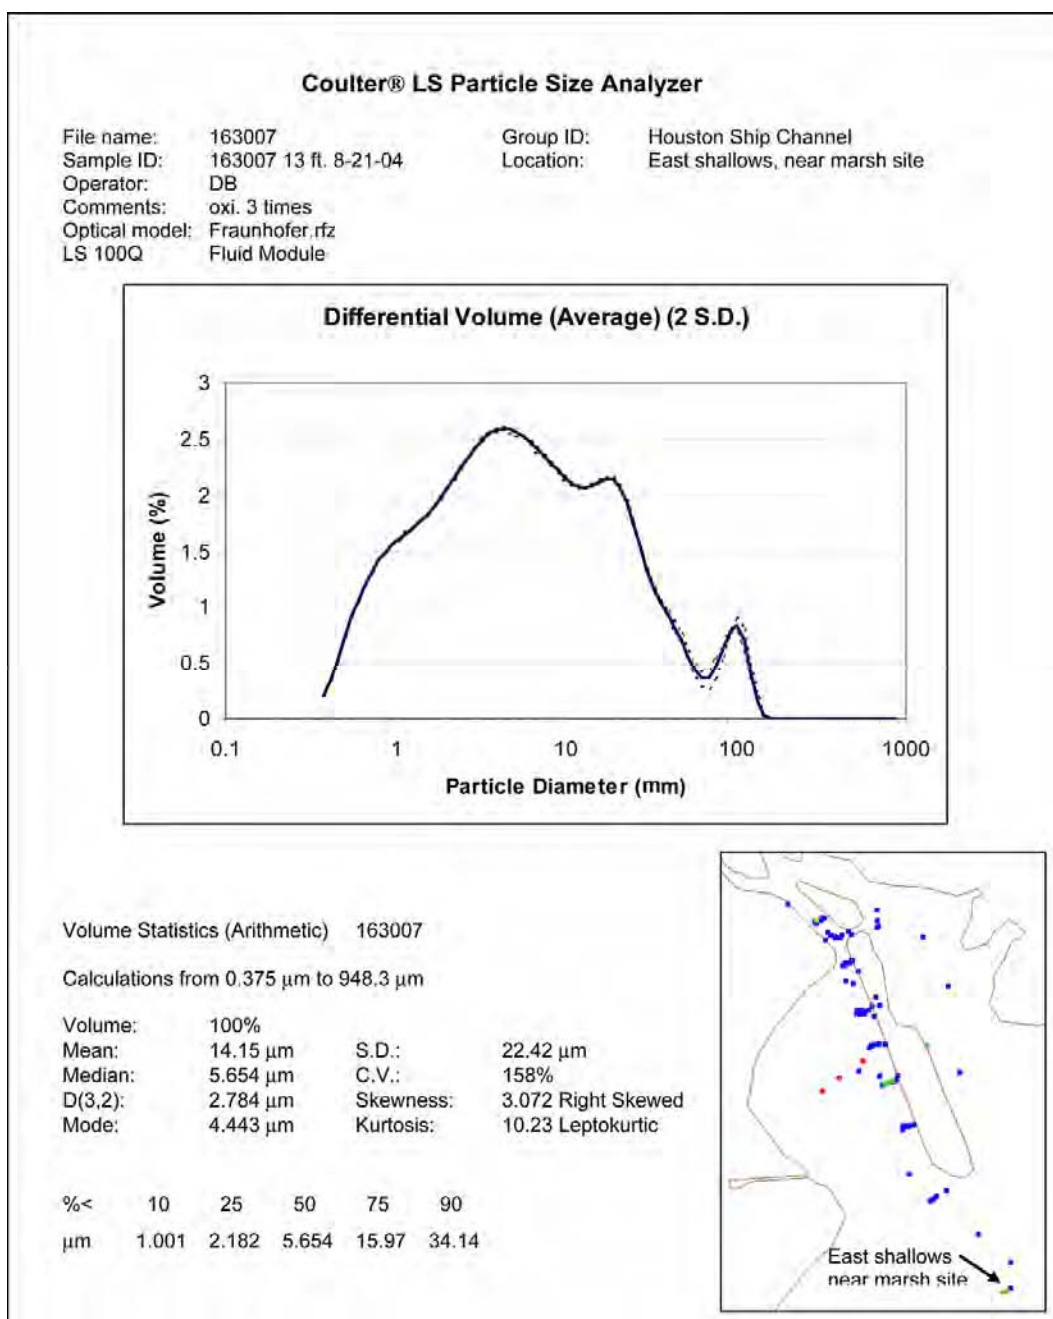 Coulter® LS Particle Size Analyzer
File name: 163007 Group ID: Houston Ship Channel
Sample ID: 163007 13 ft. 8-21-04 Location: East shallows, near marsh site
Operator: DB
Comments: oxi. 3 times
Optical model: Fraunhofer.rfz
LS 100Q Fluid Module
Differential Volume (Average) (2 S.D.)
3
2.5
2
1.5
1
0.5
0
Volume (%)
0.1 1 10 100 1000
Particle Diameter (mm)
Volume Statistics (Arithmetic) 163007
Calculations from 0.375 µm to 948.3 µm
Volume: 100%
Mean: 14.15 µm S.D.: 22.42 µm
Median: 5.654 µm C.V.: 158%
D(3,2): 2.784 µm Skewness: 3.072 Right Skewed
Mode: 4.443 µm Kurtosis: 10.23 Leptokurtic
%< 10 25 50 75 90
µm 1.001 2.182 5.654 15.97 34.14
East shallows
near marsh site